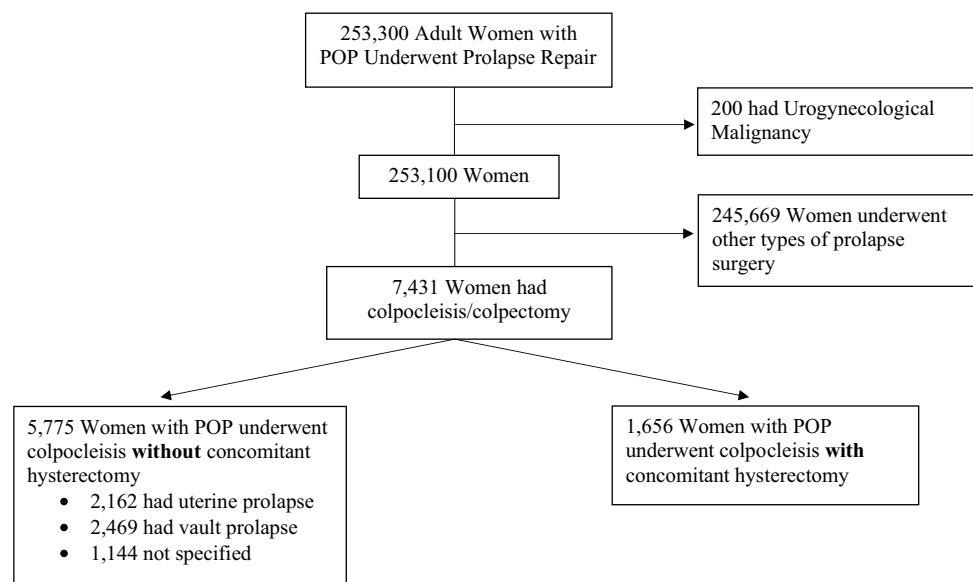 253,300 Adult Women with
POP Underwent Prolapse Repair
200 had Urogynecological
Malignancy
253,100 Women
245,669 Women underwent
other types of prolapse
surgery
7,431 Women had
colpocleisis/colpectomy
5,775 Women with POP underwent
colpocleisis without concomitant
hysterectomy
• 2,162 had uterine prolapse
• 2,469 had vault prolapse
• 1,144 not specified
1,656 Women with POP
underwent colpocleisis with
concomitant hysterectomy